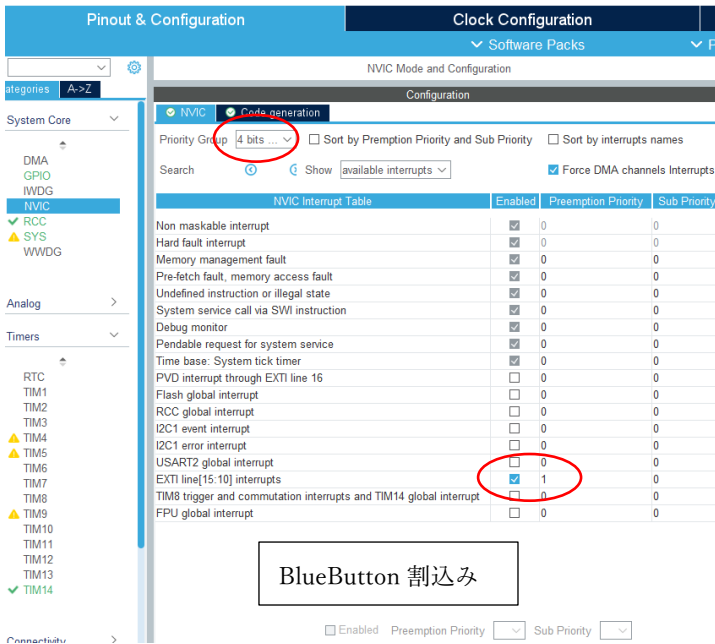 Pinout & Configuration
Clock Configuration
Software Packs
P
NVIC Mode and Configuration
Configuration
ategories A->Z
NVIC Code generation
System Core
Priority Group 4 bits ... Sort by Premption Priority and Sub Priority Sort by interrupts names
Search Show available interrupts Force DMA channels Interrupts
DMA
GPIO
IWDG
NVIC
RCC
SYS
WWDG
Analog
Timers
RTC
TIM1
TIM2
TIM3
TIM4
TIM5
TIM6
TIM7
TIM8
TIM9
TIM10
TIM11
TIM12
TIM13
TIM14
Connectivity
NVIC Interrupt Table Enabled Preemption Priority Sub Priority
Non maskable interrupt 0 0
Hard fault interrupt 0 0
Memory management fault 0 0
Pre-fetch fault, memory access fault 0 0
Undefined instruction or illegal state 0 0
System service call via SWI instruction 0 0
Debug monitor 0 0
Pendable request for system service 0 0
Time base: System tick timer 0 0
PVD interrupt through EXTI line 16 0 0
Flash global interrupt 0 0
RCC global interrupt 0 0
I2C1 event interrupt 0 0
I2C1 error interrupt 0 0
USART2 global interrupt 0 0
EXTI line[15:10] interrupts 1 0
TIM8 trigger and commutation interrupts and TIM14 global interrupt 0 0
FPU global interrupt 0 0
BlueButton 割込み
Enabled Preemption Priority Sub Priority